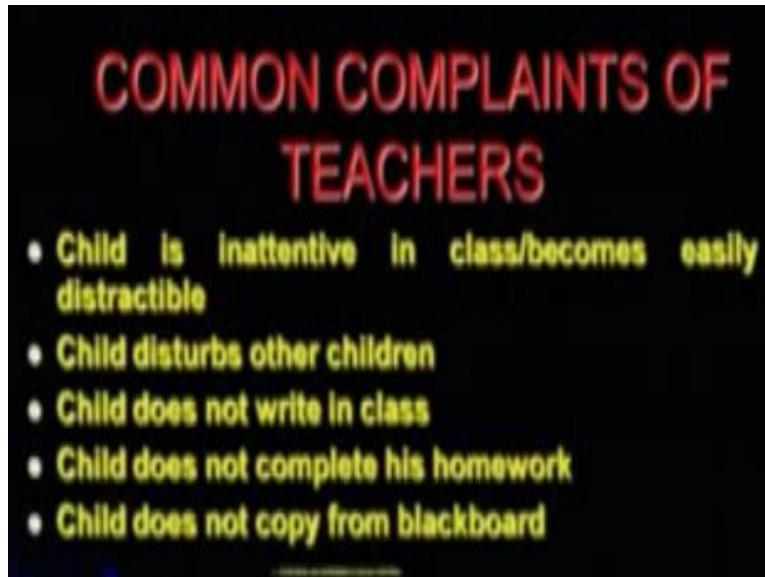 COMMON COMPLAINTS OF
TEACHERS
• Child is inattentive in class/becomes easily
distractible
• Child disturbs other children
• Child does not write in class
• Child does not complete his homework
• Child does not copy from blackboard